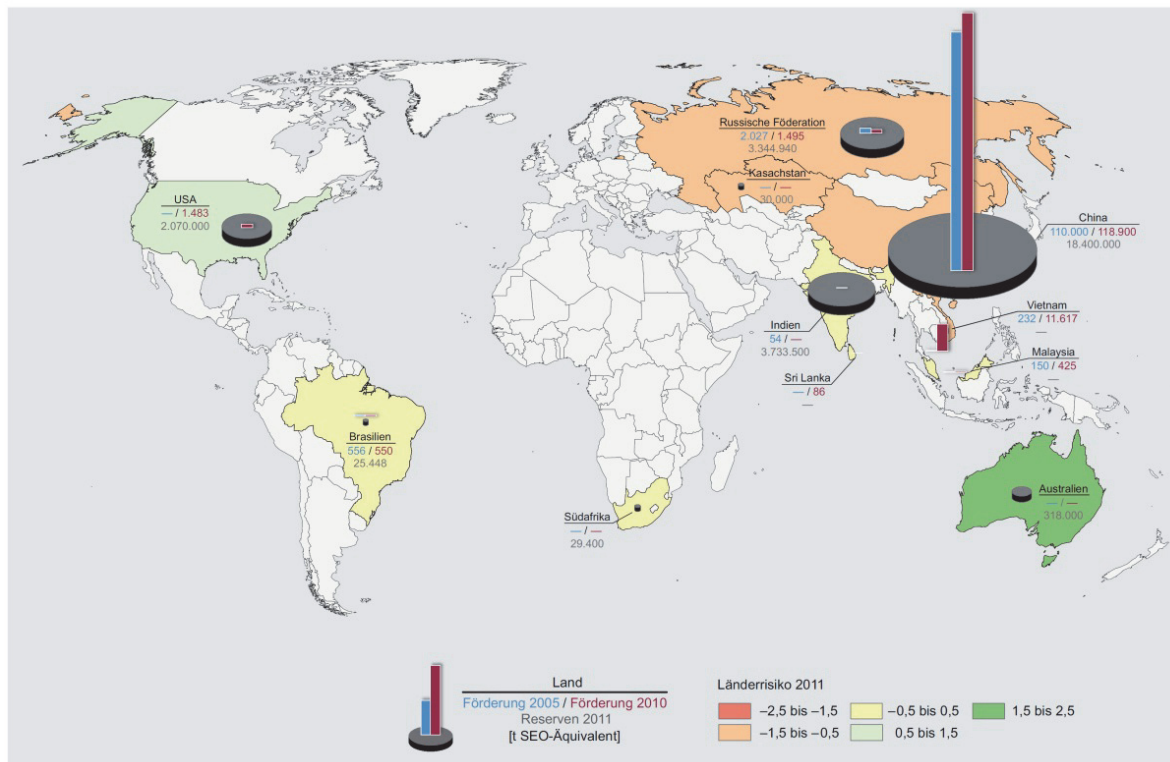 Russische Föderation
2.027 / 1.495
3.344.940
Kasachstan
— / —
30.000
USA
— / 1.483
2.070.000
China
110.000 / 118.900
18.400.000
Vietnam
232 / 11.617
—
Indien
54 / —
3.733.500
Malaysia
150 / 425
—
Sri Lanka
— / 86
—
Brasilien
556 / 550
25.448
Südafrika
— / —
29.400
Australien
— / —
318.000
Land
Förderung 2005 / Förderung 2010
Reserven 2011
[t SEO-Äquivalent]
Länderrisiko 2011
–2,5 bis –1,5
–0,5 bis 0,5
1,5 bis 2,5
–1,5 bis –0,5
0,5 bis 1,5